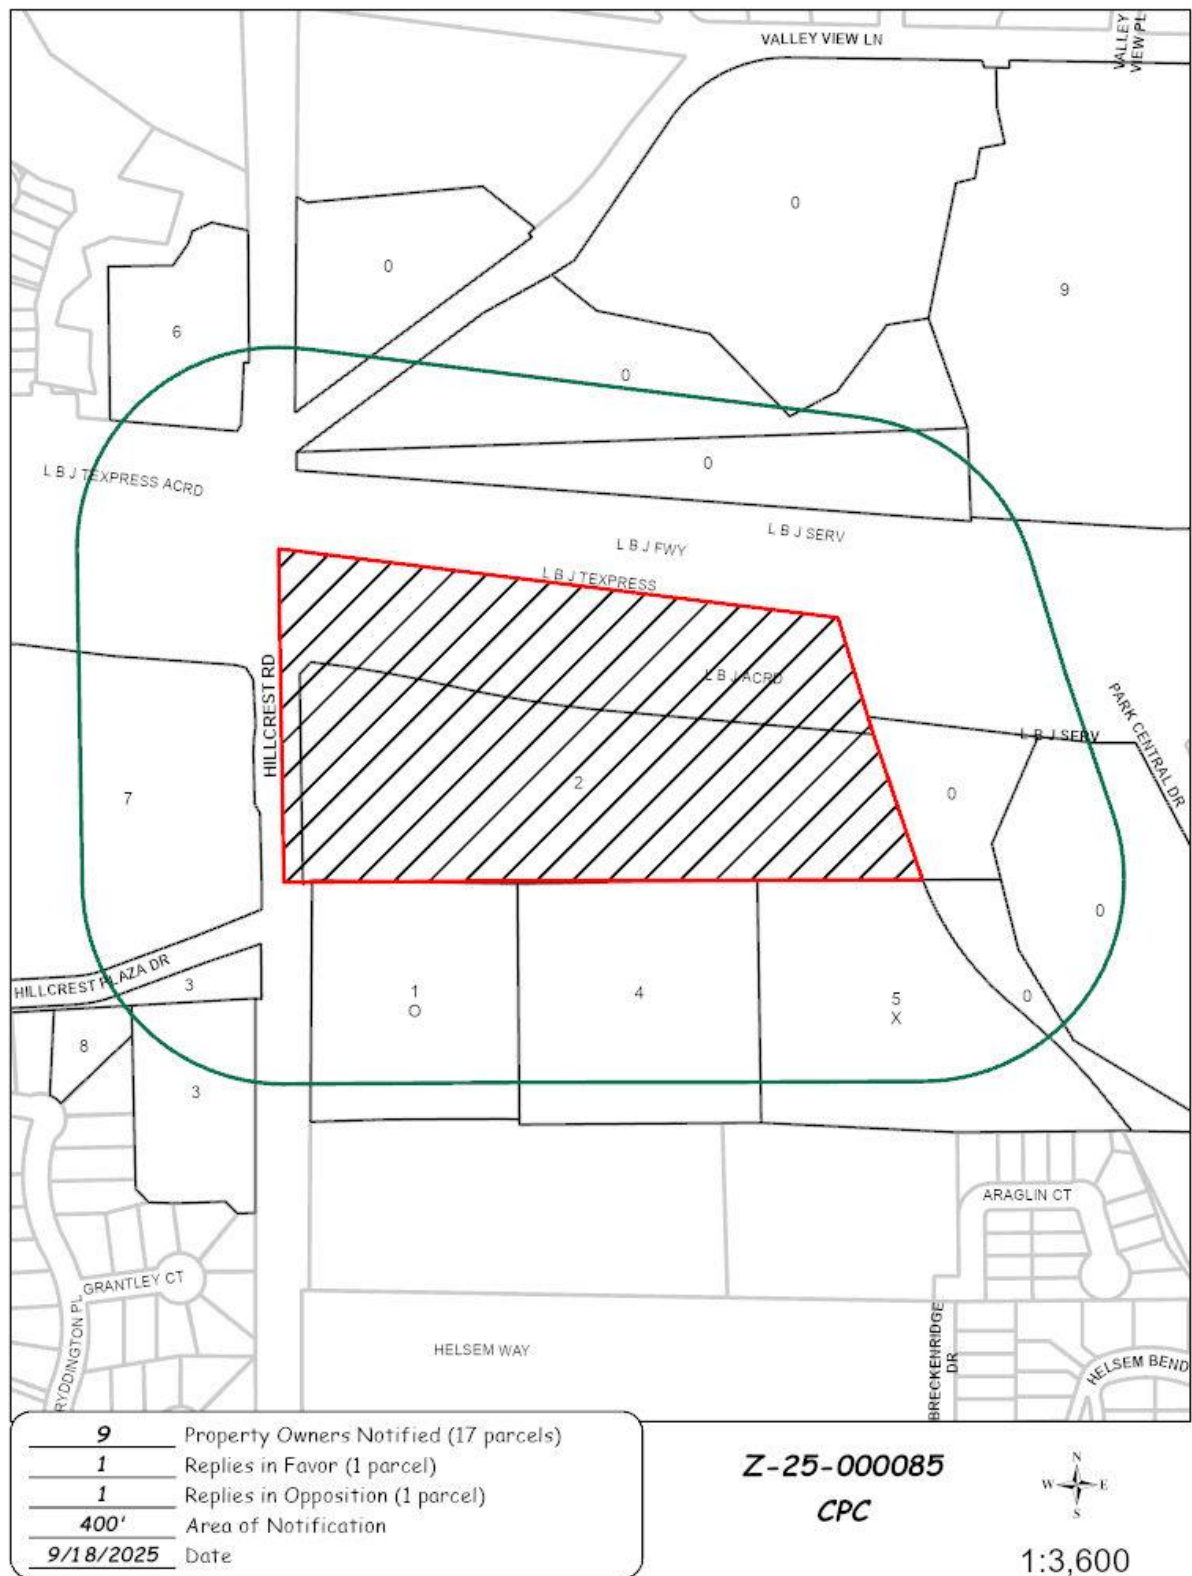 VALLEY VIEW LN
VALLEY
VIEW PL
0
0
9
6
0
0
L B J TEXPRESS ACRD
L B J SERV
L B J FWY
L B J TEXPRESS
HILLCREST RD
L B J ACRD
PARK CENTRAL DR
L B J SERV
2
0
7
0
HILLCREST PLAZA DR
3
1
O
4
5
X
0
8
3
ARAGLIN CT
GRANTLEY CT
RYDDINGTON PL
HELSEM WAY
BRECKENRIDGE
DR
HELSEM BEND
9 Property Owners Notified (17 parcels)
1 Replies in Favor (1 parcel)
1 Replies in Opposition (1 parcel)
400' Area of Notification
9/18/2025 Date
Z-25-000085
CPC
N
W E
S
1:3,600